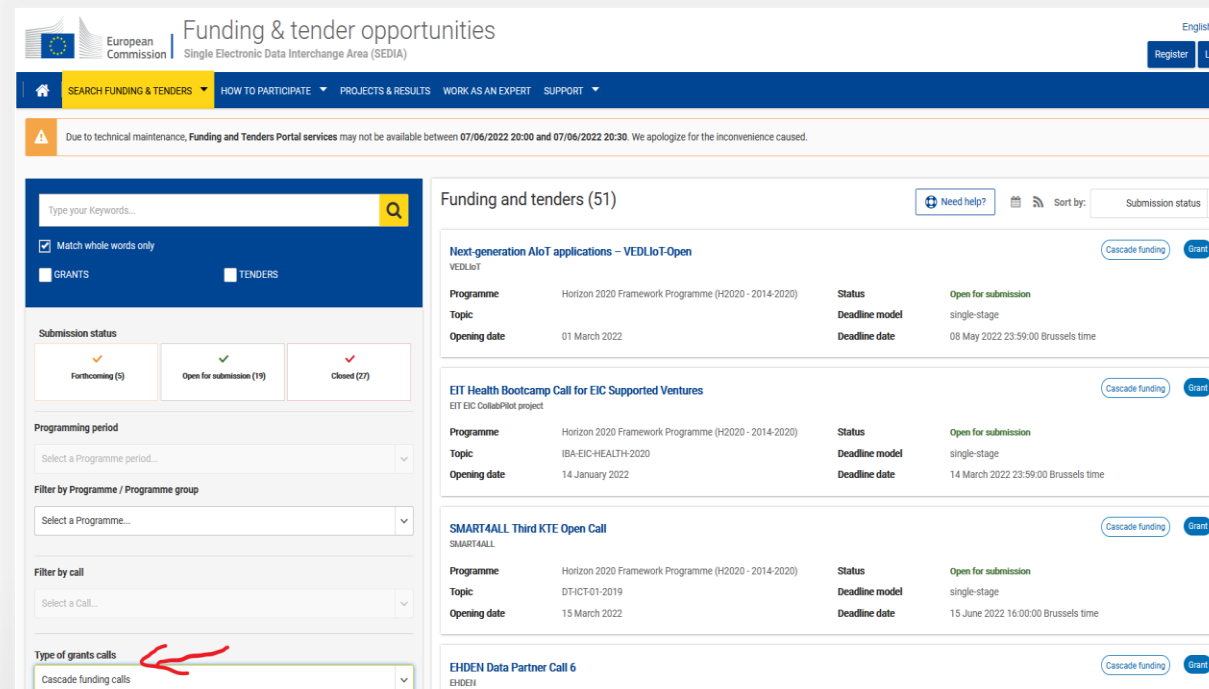 European
Commission
Funding & tender opportunities
Single Electronic Data Interchange Area (SEDIA)
English
Register
SEARCH FUNDING & TENDERS HOW TO PARTICIPATE PROJECTS & RESULTS WORK AS AN EXPERT SUPPORT
Due to technical maintenance, Funding and Tenders Portal services may not be available between 07/06/2022 20:00 and 07/06/2022 20:30. We apologize for the inconvenience caused.
Type your Keywords...
Match whole words only
GRANTS TENDERS
Submission status
Forthcoming (5) Open for submission (19) Closed (27)
Programming period
Select a Programme period...
Filter by Programme / Programme group
Select a Programme...
Filter by call
Select a Call...
Type of grants calls
Cascade funding calls
Funding and tenders (51)
Need help? Sort by: Submission status
Next-generation AIoT applications – VEDLIoT-Open Cascade funding Grant
VEDLIoT
Programme Horizon 2020 Framework Programme (H2020 - 2014-2020) Status Open for submission
Topic Deadline model single-stage
Opening date 01 March 2022 Deadline date 08 May 2022 23:59:00 Brussels time
EIT Health Bootcamp Call for EIC Supported Ventures Cascade funding Grant
EIT EIC CollabPilot project
Programme Horizon 2020 Framework Programme (H2020 - 2014-2020) Status Open for submission
Topic IBA-EIC-HEALTH-2020 Deadline model single-stage
Opening date 14 January 2022 Deadline date 14 March 2022 23:59:00 Brussels time
SMART4ALL Third KTE Open Call Cascade funding Grant
SMART4ALL
Programme Horizon 2020 Framework Programme (H2020 - 2014-2020) Status Open for submission
Topic DT-ICT-01-2019 Deadline model single-stage
Opening date 15 March 2022 Deadline date 15 June 2022 16:00:00 Brussels time
EHDEN Data Partner Call 6 Cascade funding Grant
EHDEN